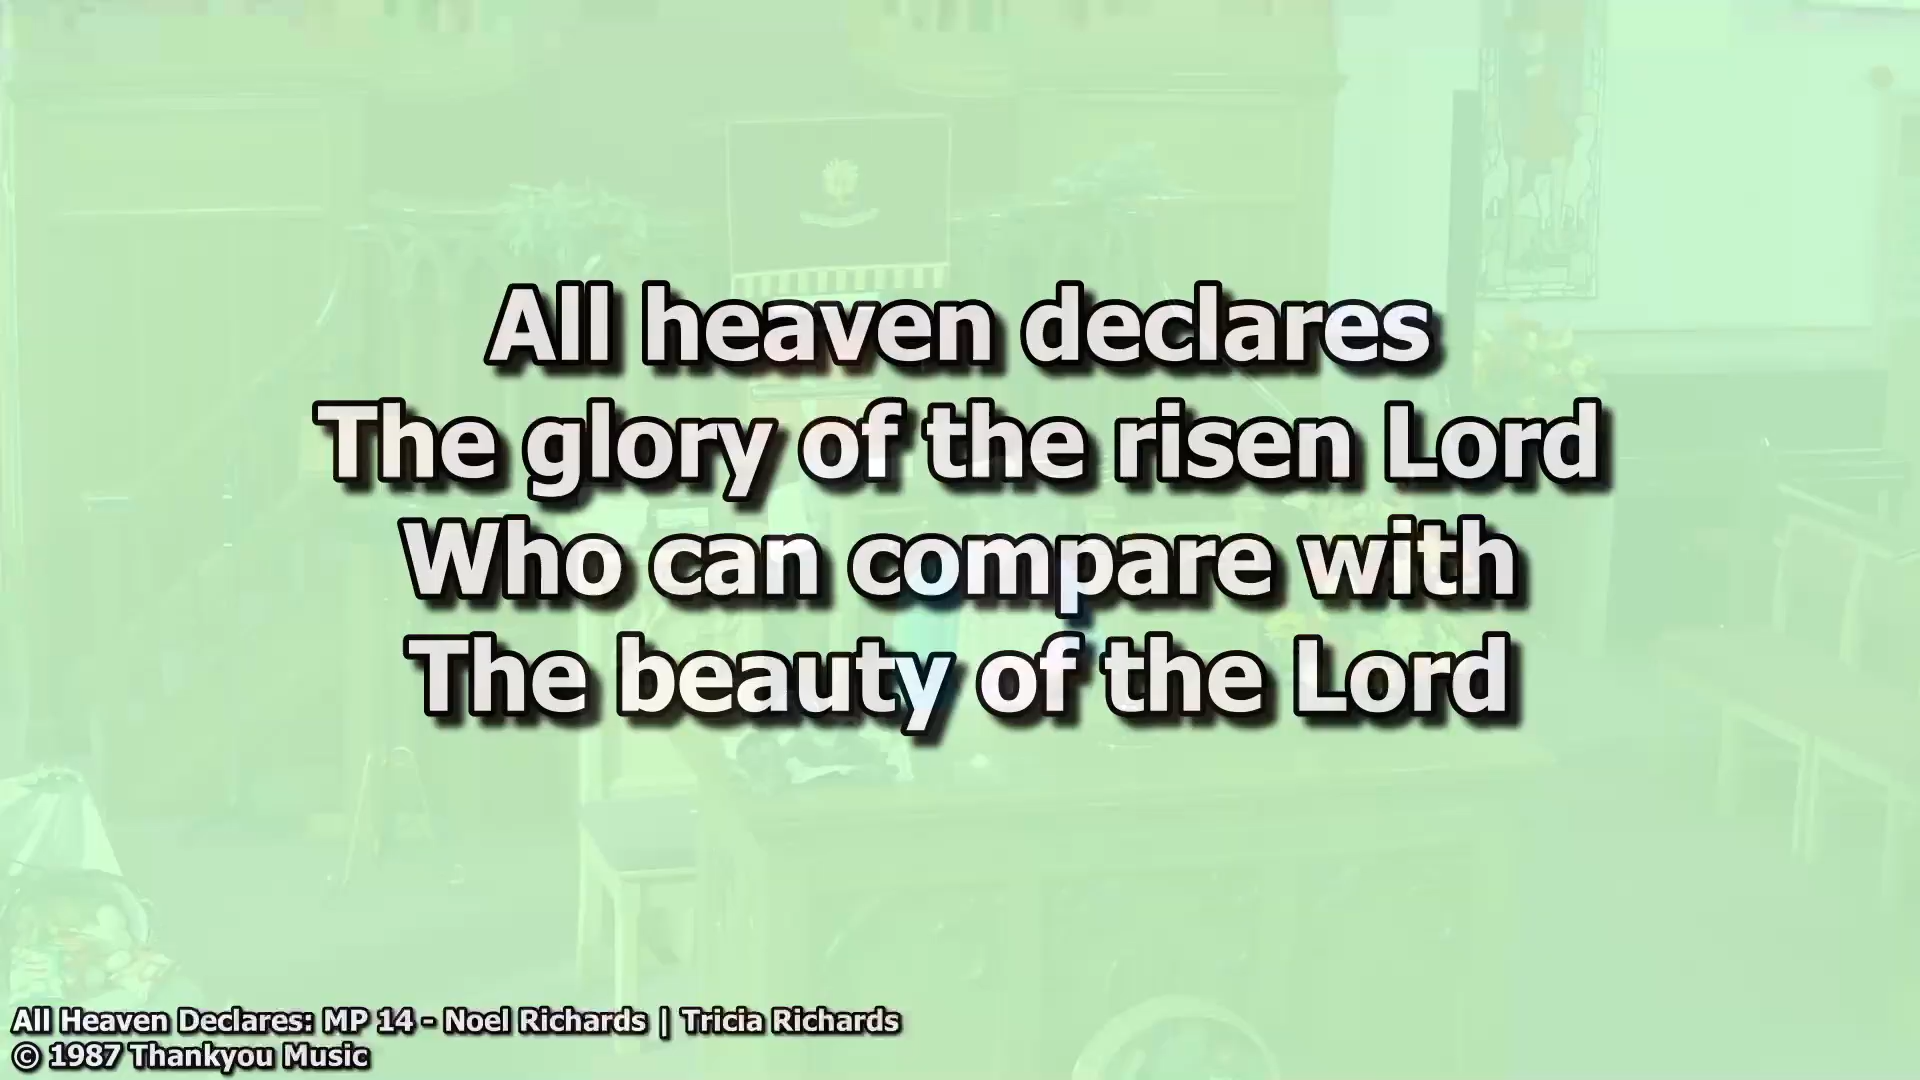 All heaven declares
The glory of the risen Lord
Who can compare with
The beauty of the Lord
All Heaven Declares: MP 14 - Noel Richards | Tricia Richards
© 1987 Thankyou Music